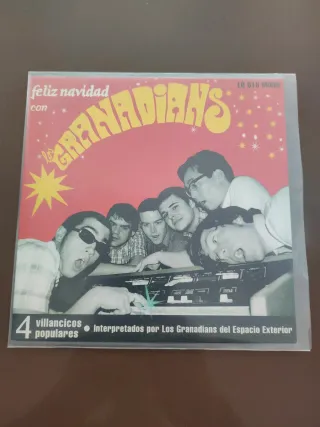 feliz navidad
con
los GRANADIANS
4 villancicos
populares • Interpretados por Los Granadians del Espacio Exterior